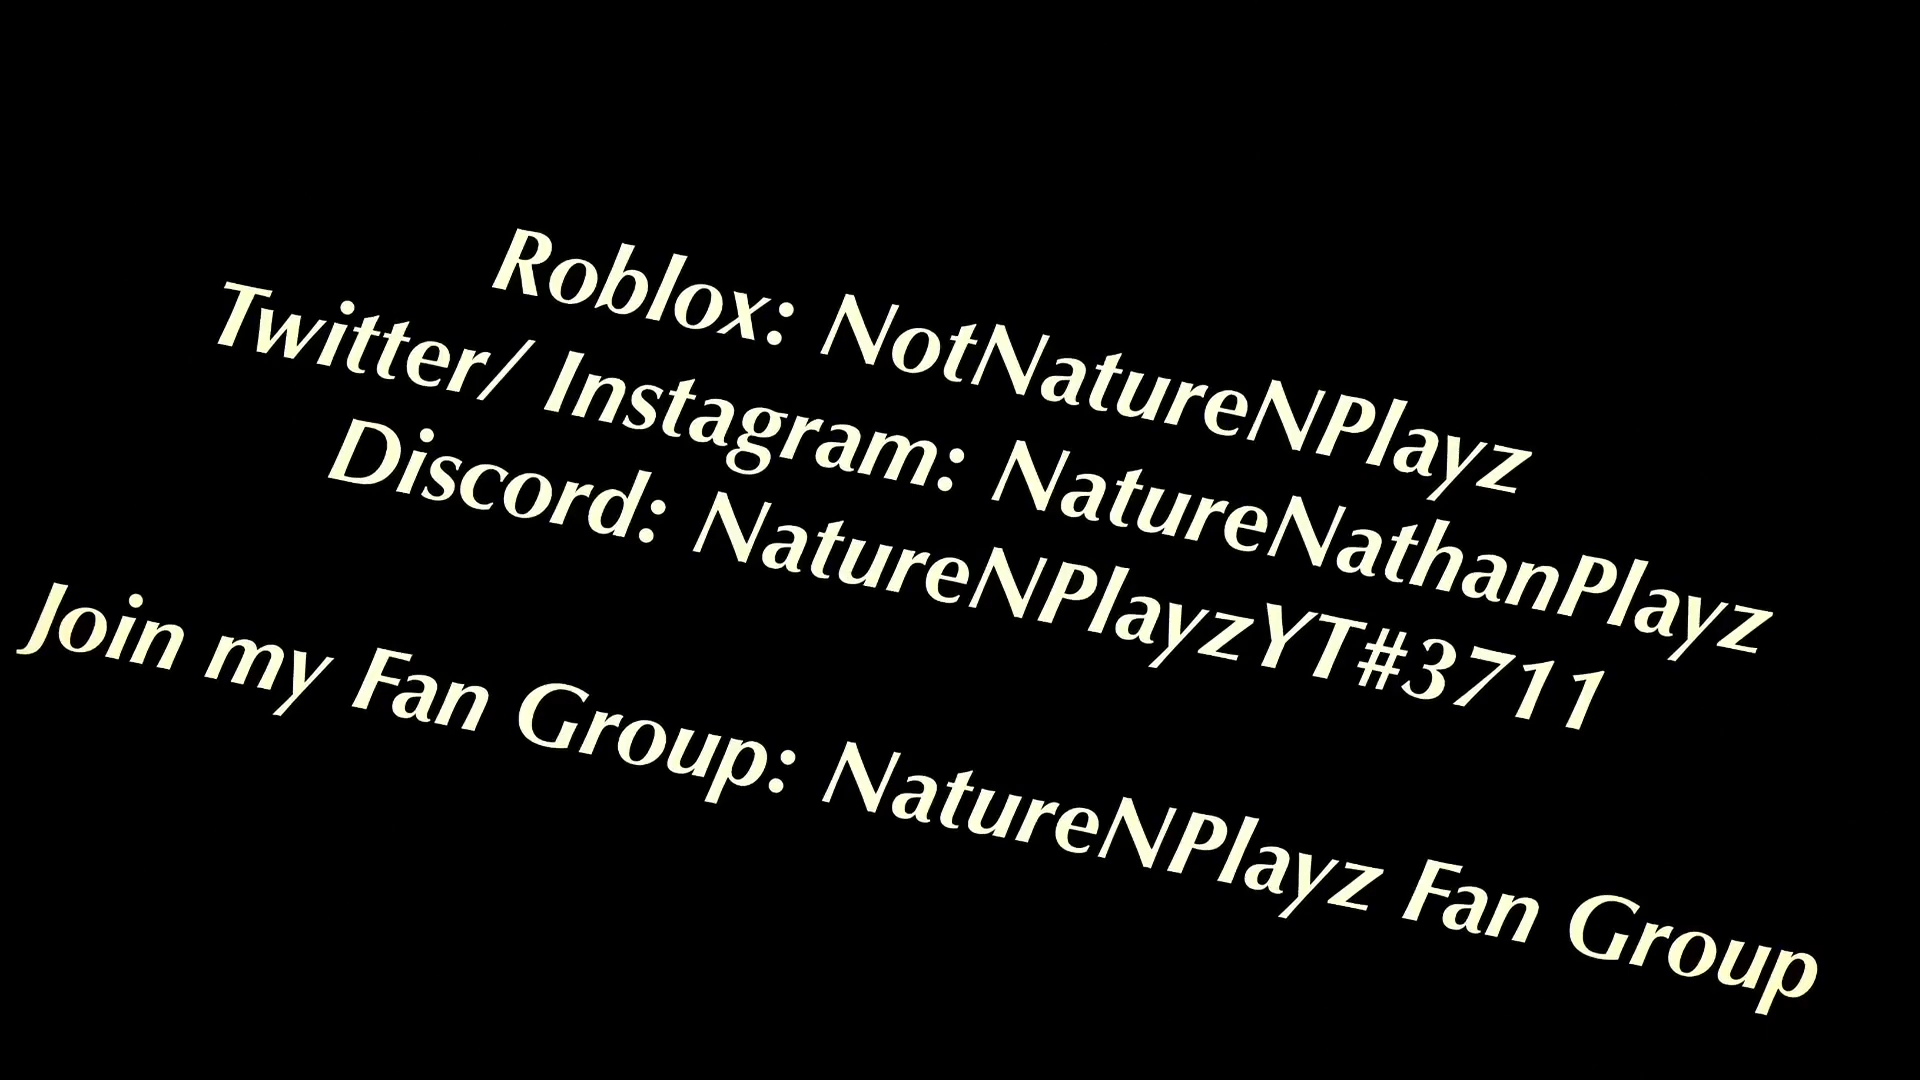 Roblox: NotNatureNPlayz
Twitter/ Instagram: NatureNathanPlayz
Discord: NatureNPlayzYT#3711
Join my Fan Group: NatureNPlayz Fan Group